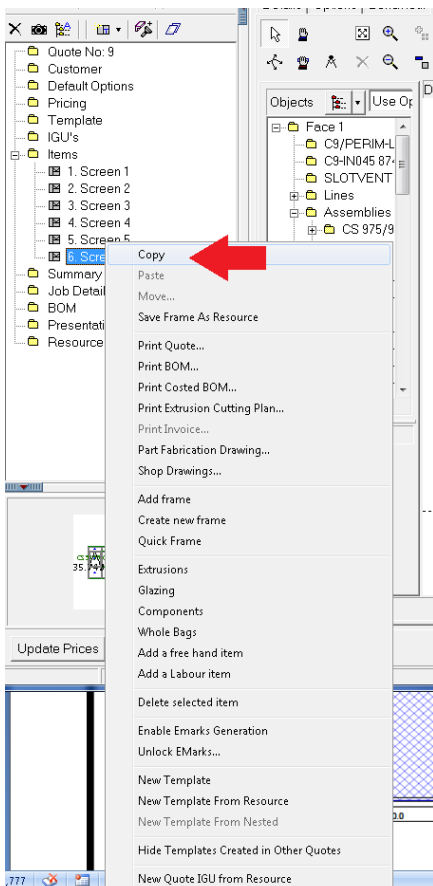 Quote No: 9
Customer
Default Options
Pricing
Template
IGU's
Items
1. Screen 1
2. Screen 2
3. Screen 3
4. Screen 4
5. Screen 5
6. Scre
Summary
Job Detail
BOM
Presentati
Resource
Objects
Use Op
Face 1
C9/PERIM-L
C9-IN045 87
SLOTVENT
Lines
Assemblies
CS 975/9
Copy
Paste
Move...
Save Frame As Resource
Print Quote...
Print BOM...
Print Costed BOM...
Print Extrusion Cutting Plan...
Print Invoice...
Part Fabrication Drawing...
Shop Drawings...
Add frame
Create new frame
Quick Frame
Extrusions
Glazing
Components
Whole Bags
Add a free hand item
Add a Labour item
Delete selected item
Enable Emarks Generation
Unlock EMarks...
New Template
New Template From Resource
New Template From Nested
Hide Templates Created in Other Quotes
New Quote IGU from Resource
Update Prices
D
0.0
,777